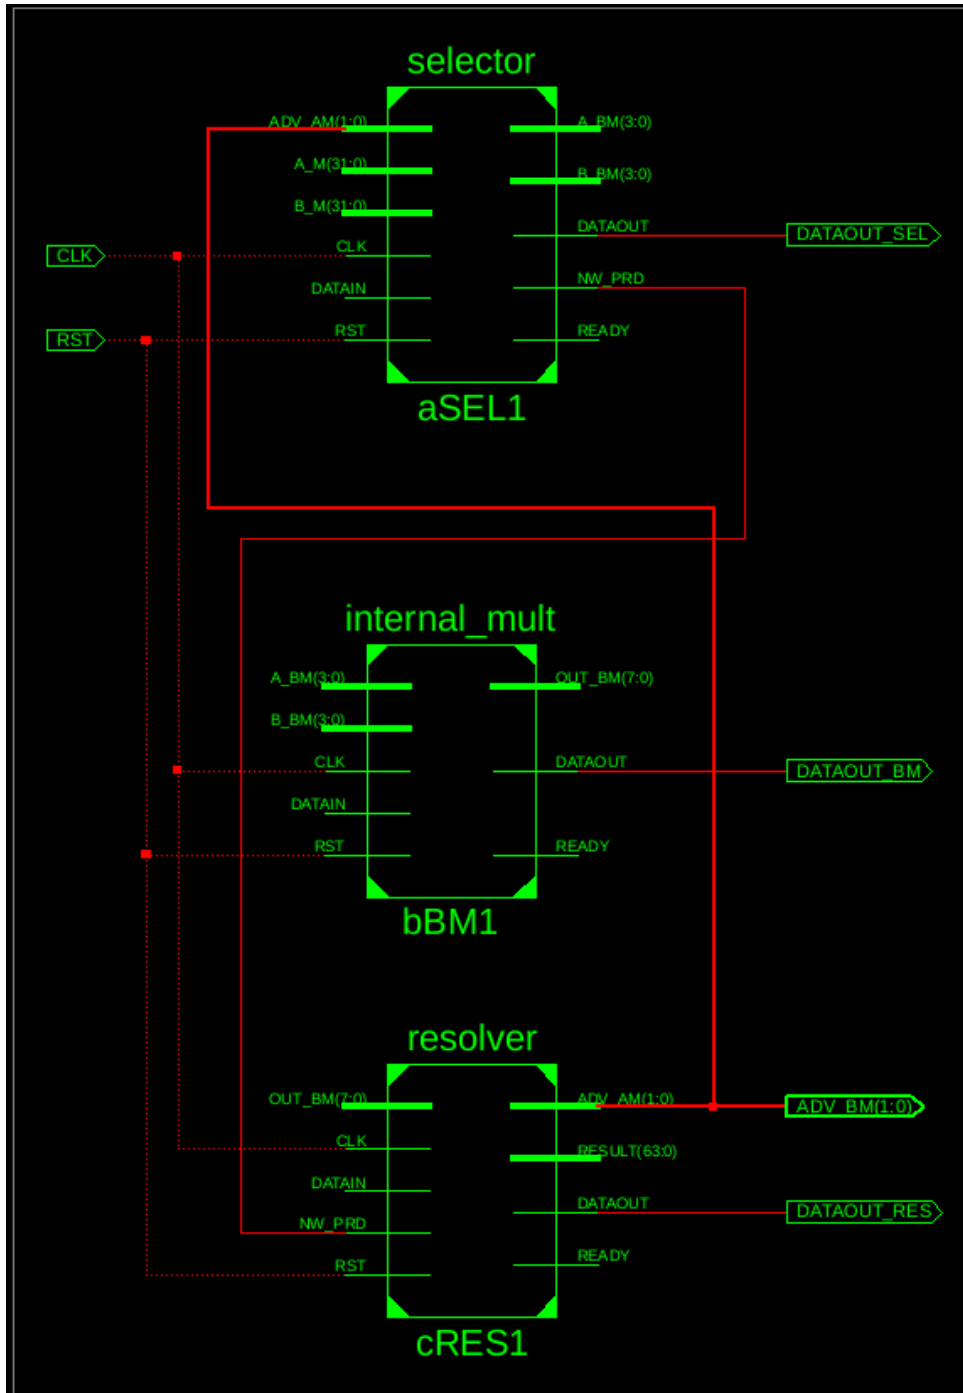 selector
ADV_AM(1:0)
A_BM(3:0)
A_M(31:0)
B_BM(3:0)
B_M(31:0)
DATAOUT
DATAOUT_SEL
CLK
CLK
NW_PRD
DATAIN
RST
RST
READY
aSEL1
internal_mult
A_BM(3:0)
OUT_BM(7:0)
B_BM(3:0)
CLK
DATAOUT
DATAOUT_BM
DATAIN
RST
READY
bBM1
resolver
OUT_BM(7:0)
ADV_AM(1:0)
ADV_BM(1:0)
CLK
RESULT(63:0)
DATAIN
DATAOUT
DATAOUT_RES
NW_PRD
RST
READY
cRES1